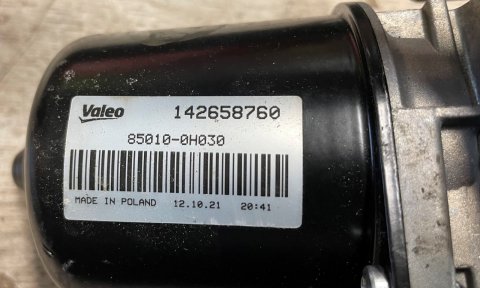 Valeo 142658760
85010-0H030
MADE IN POLAND 12.10.21 20:41